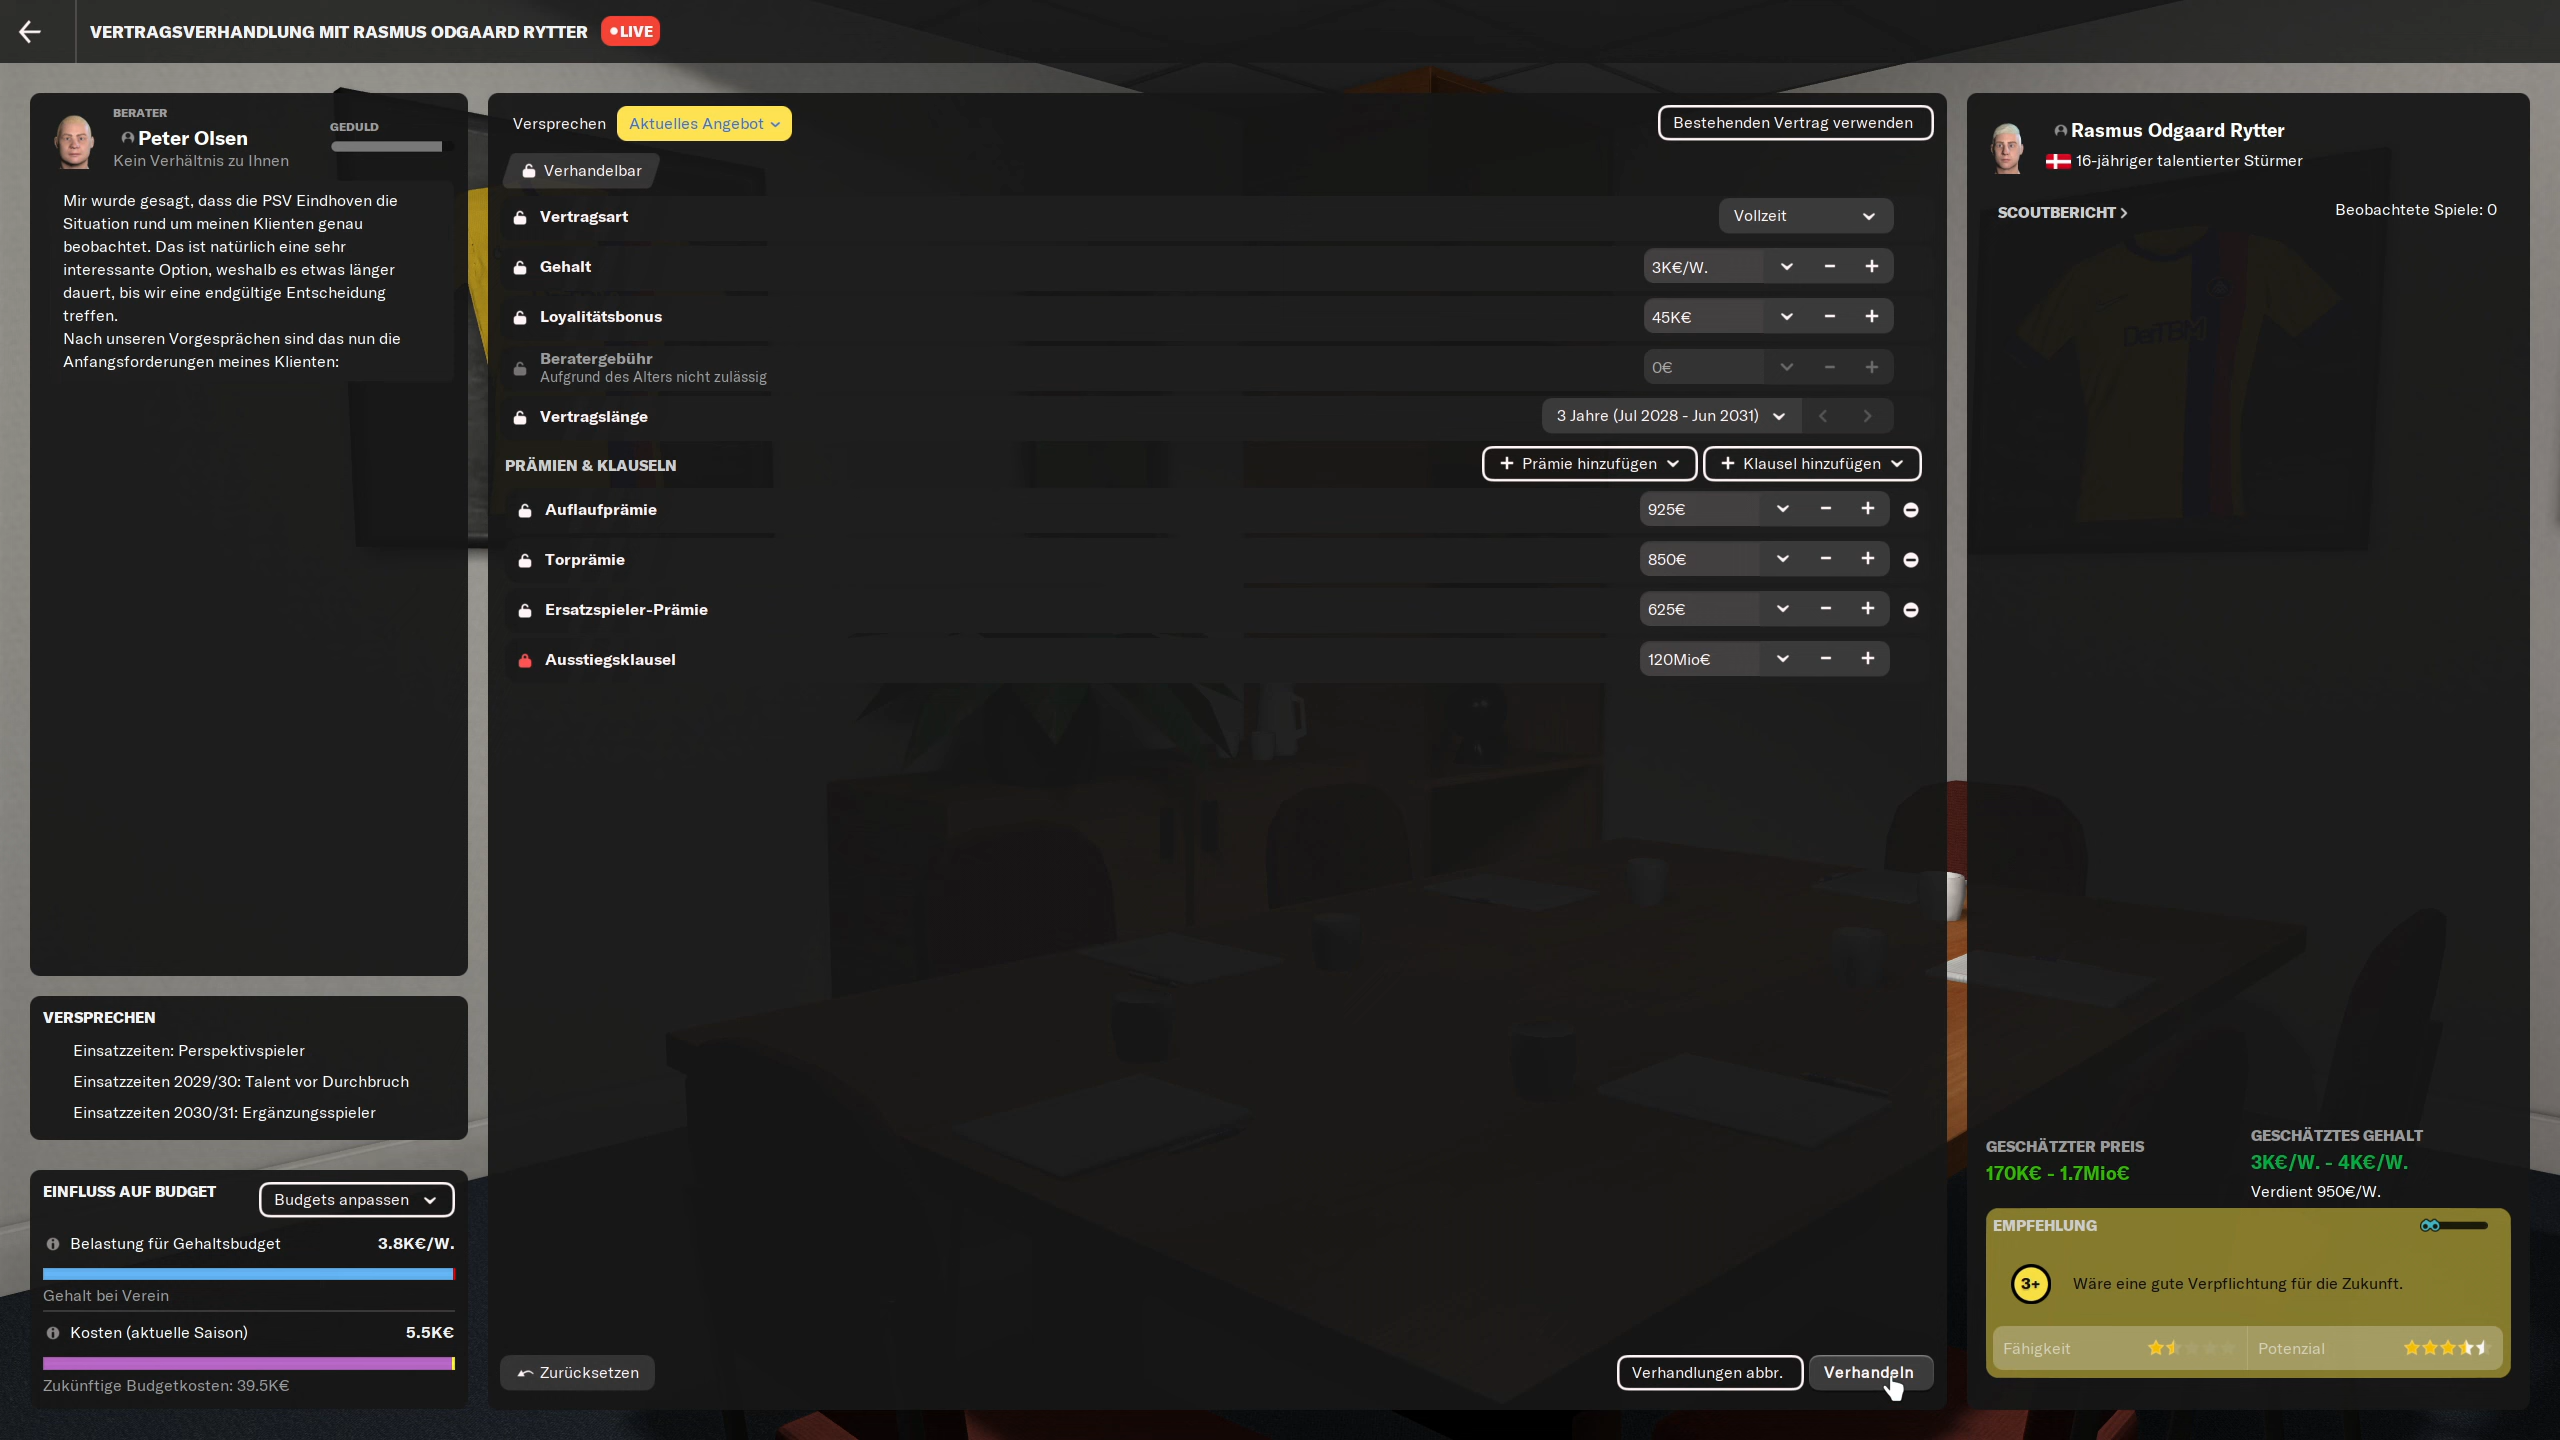 VERTRAGSVERHANDLUNG MIT RASMUS ODGAARD RYTTER
LIVE
BERATER
Peter Olsen
Kein Verhältnis zu Ihnen
GEDULD
Mir wurde gesagt, dass die PSV Eindhoven die
Situation rund um meinen Klienten genau
beobachtet. Das ist natürlich eine sehr
interessante Option, weshalb es etwas länger
dauert, bis wir eine endgültige Entscheidung
treffen.
Nach unseren Vorgesprächen sind das nun die
Anfangsforderungen meines Klienten:
VERSPRECHEN
Einsatzzeiten: Perspektivspieler
Einsatzzeiten 2029/30: Talent vor Durchbruch
Einsatzzeiten 2030/31: Ergänzungsspieler
EINFLUSS AUF BUDGET
Budgets anpassen
Belastung für Gehaltsbudget 3.8K€/W.
Gehalt bei Verein
Kosten (aktuelle Saison) 5.5K€
Zukünftige Budgetkosten: 39.5K€
Versprechen Aktuelles Angebot
Bestehenden Vertrag verwenden
Verhandelbar
Vertragsart Vollzeit
Gehalt 3K€/W.
Loyalitätsbonus 45K€
Beratergebühr 0€
Aufgrund des Alters nicht zulässig
Vertragslänge 3 Jahre (Jul 2028 - Jun 2031)
PRÄMIEN & KLAUSELN
Prämie hinzufügen
Klausel hinzufügen
Auflaufprämie 925€
Torprämie 850€
Ersatzspieler-Prämie 625€
Ausstiegsklausel 120Mio€
Zurücksetzen
Verhandlungen abbr.
Verhandeln
Rasmus Odgaard Rytter
16-jähriger talentierter Stürmer
SCOUTBERICHT
Beobachtete Spiele: 0
GESCHÄTZTER PREIS
170K€ - 1.7Mio€
GESCHÄTZTES GEHALT
3K€/W. - 4K€/W.
Verdient 950€/W.
EMPFEHLUNG
3+
Wäre eine gute Verpflichtung für die Zukunft.
Fähigkeit
Potenzial